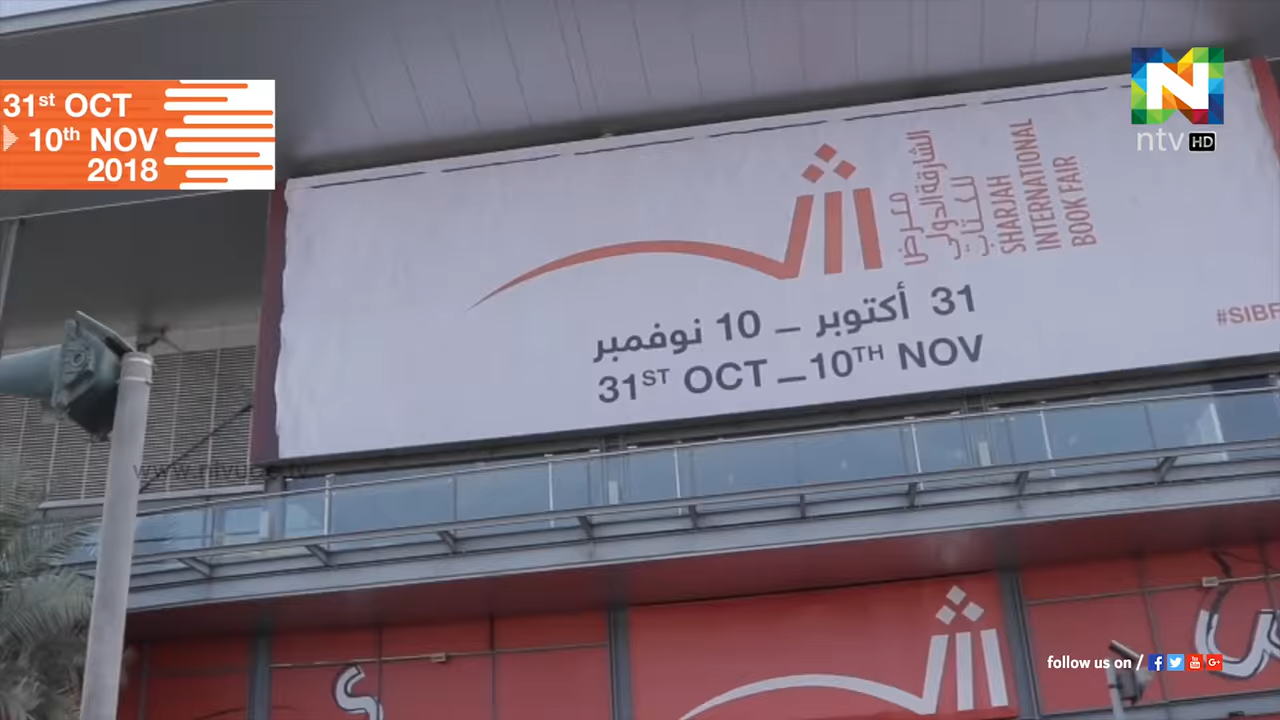 31st OCT
10th NOV
2018
N
ntv HD
معرض
الشارقة الدولي
للكتاب
SHARJAH
INTERNATIONAL
BOOK FAIR
31 أكتوبر – 10 نوفمبر
31ST OCT – 10TH NOV
#SIBF
follow us on /